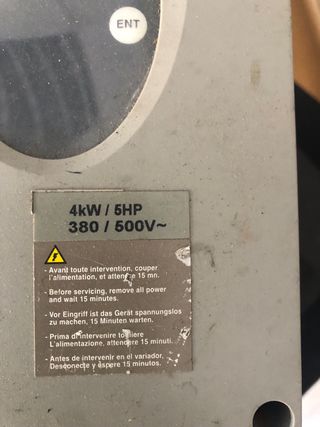 ENT
4kW / 5HP
380 / 500V~
- Avant toute intervention, couper
l'alimentation, et attendre 15 mn.
- Before servicing, remove all power
and wait 15 minutes.
- Vor Eingriff ist das Gerät spannungslos
zu machen, 15 Minuten warten.
- Prima di intervenire togliere
L'alimentazione, attendere 15 minuti.
- Antes de intervenir en el variador,
Desconecte y espere 15 minutos.